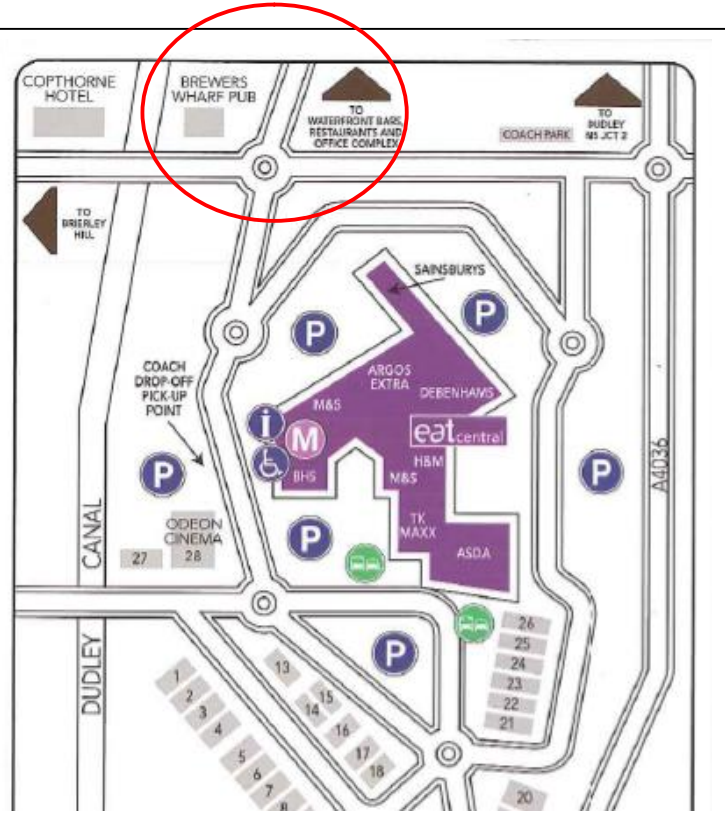 COPTHORNE
HOTEL
BREWERS
WHARF PUB
TO
WATERFRONT BARS,
RESTAURANTS AND
OFFICE COMPLEX
COACH PARK
TO
DUDLEY
M5 JCT 2
TO
BRIERLEY
HILL
SAINSBURYS
P
P
COACH
DROP-OFF
PICK-UP
POINT
ARGOS
EXTRA
DEBENHAMS
M&S
i
M
eatcentral
BHS
H&M
M&S
P
P
A4036
ODEON
CINEMA
27
28
P
TK
MAXX
ASDA
CANAL
DUDLEY
P
26
25
24
23
22
21
20
1
2
3
4
5
6
7
8
13
14
15
16
17
18